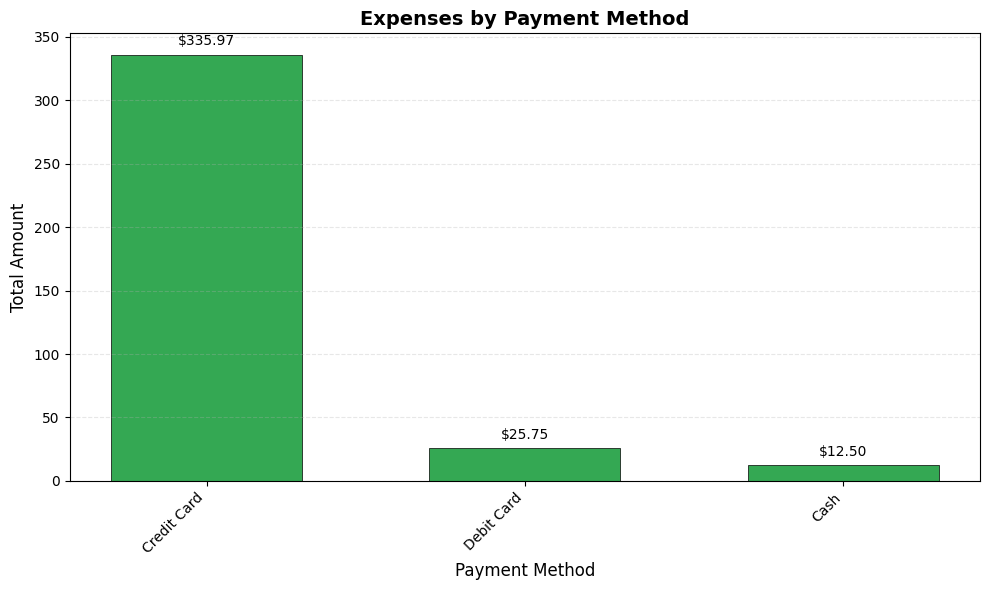 Expenses by Payment Method
Total Amount
350
300
250
200
150
100
50
0
$335.97
$25.75
$12.50
Credit Card
Debit Card
Cash
Payment Method